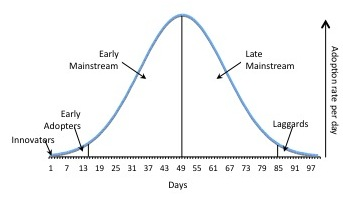 Early
Mainstream
Late
Mainstream
Early
Adopters
Innovators
Laggards
Adoption rate per day
1 7 13 19 25 31 37 43 49 55 61 67 73 79 85 91 97
Days